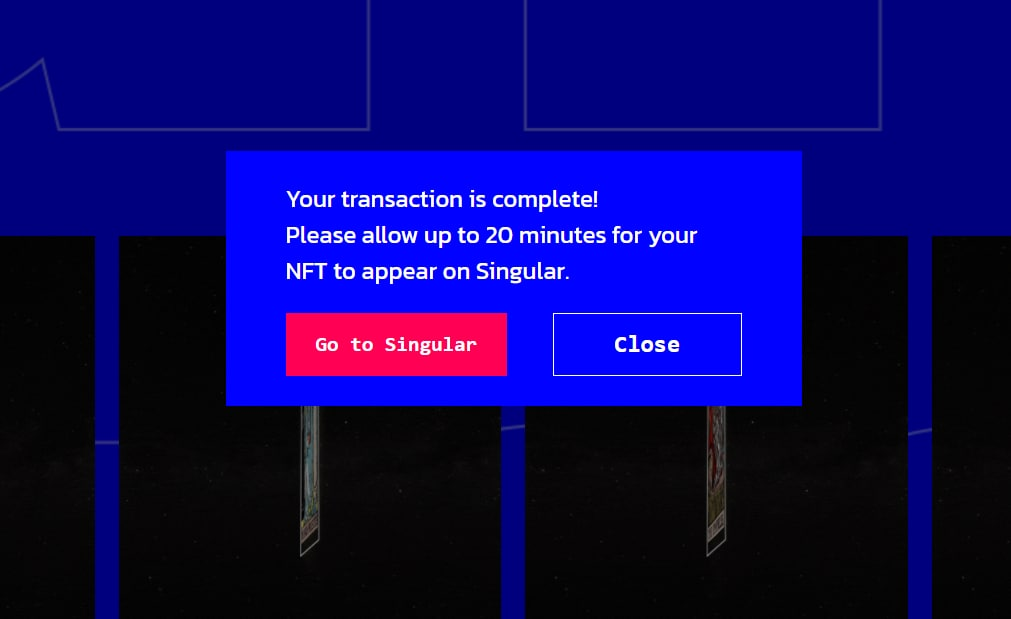 Your transaction is complete!
Please allow up to 20 minutes for your
NFT to appear on Singular.
Go to Singular
Close